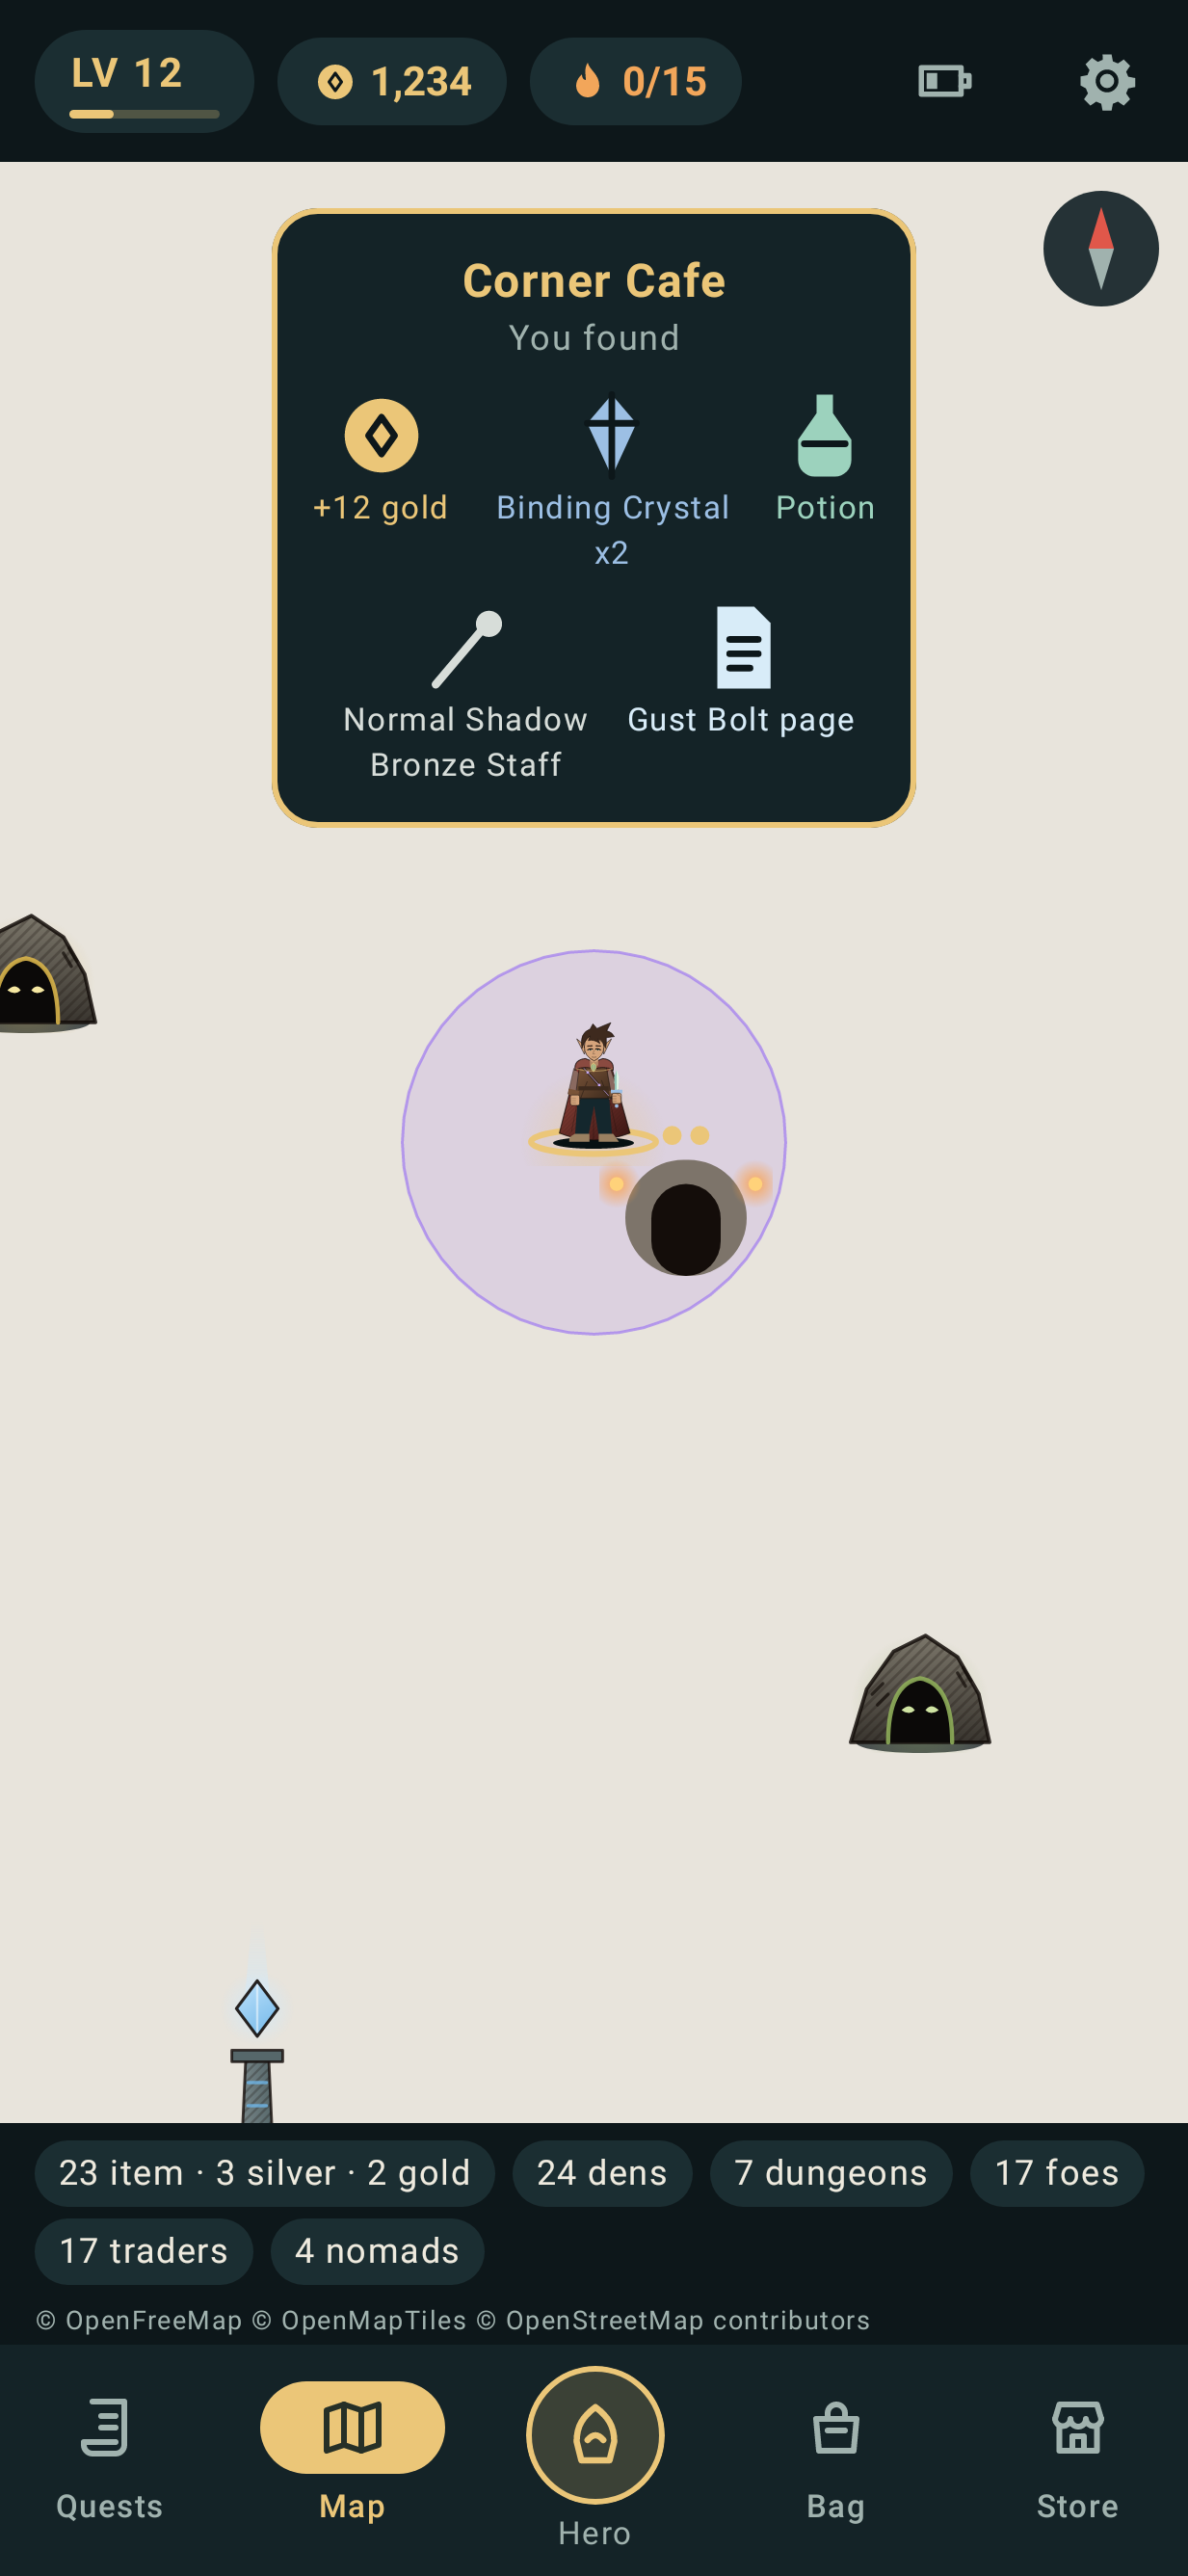 LV 12
1,234
0/15
Corner Cafe
You found
+12 gold
Binding Crystal
x2
Potion
Normal Shadow
Bronze Staff
Gust Bolt page
23 item · 3 silver · 2 gold
24 dens
7 dungeons
17 foes
17 traders
4 nomads
© OpenFreeMap © OpenMapTiles © OpenStreetMap contributors
Quests
Map
Hero
Bag
Store